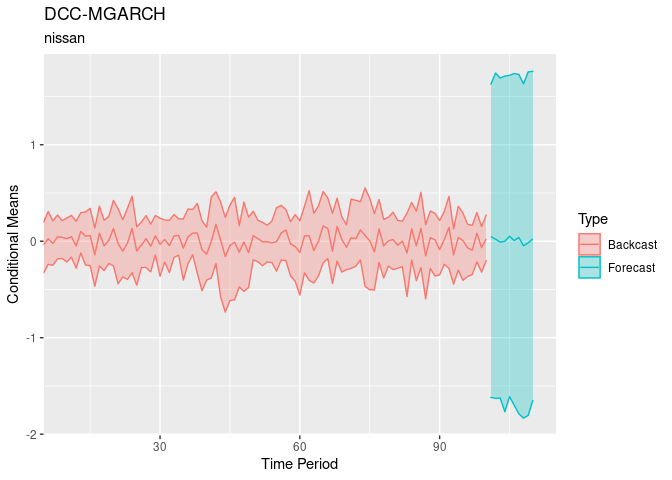 DCC-MGARCH
nissan
Conditional Means
1
0
-1
-2
30
60
90
Time Period
Type
Backcast
Forecast